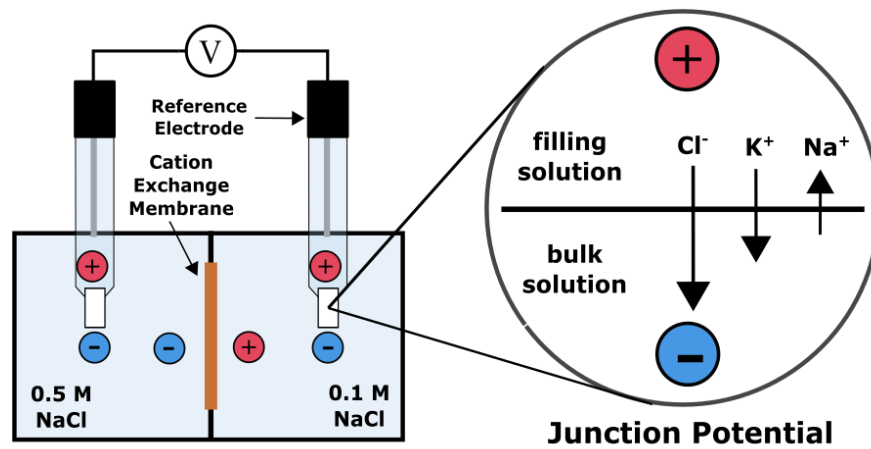 V
Reference
Electrode
Cation
Exchange
Membrane
+
+
-
-
+
-
0.5 M
NaCl
0.1 M
NaCl
+
filling
solution
Cl⁻ K⁺ Na⁺
bulk
solution
-
Junction Potential